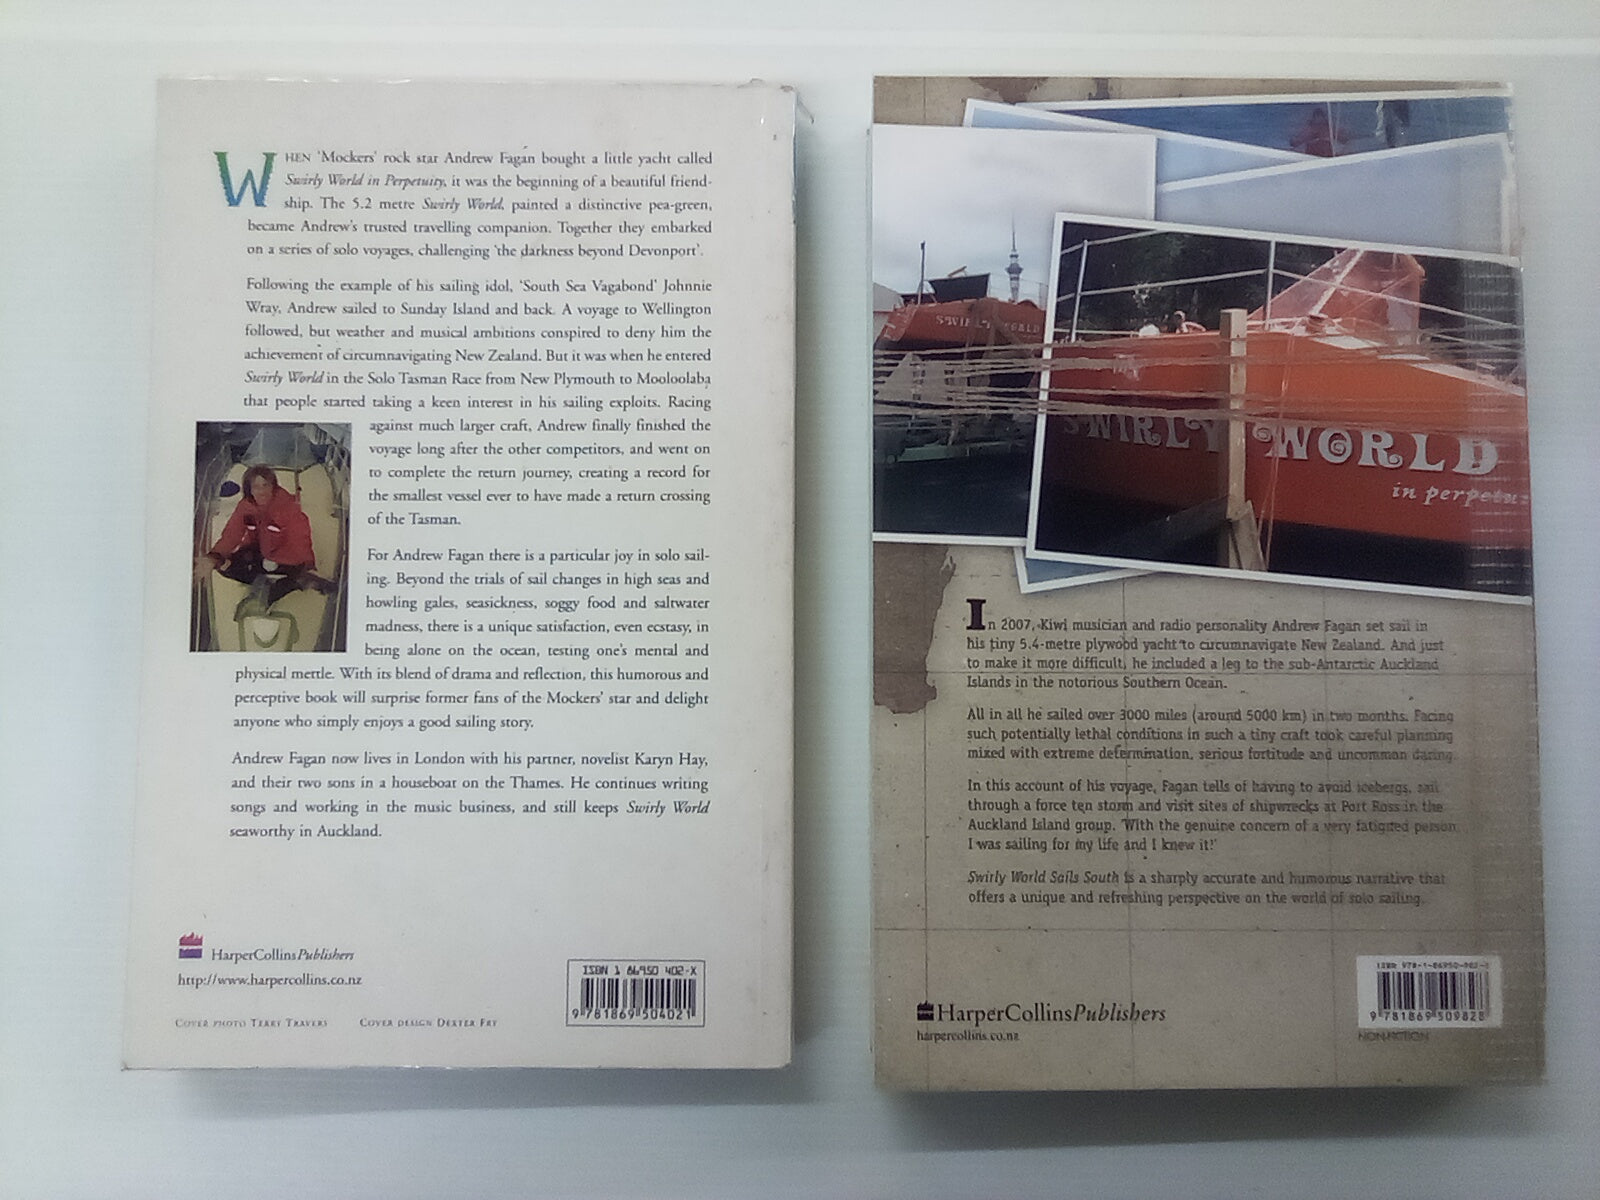 WHEN 'Mockers' rock star Andrew Fagan bought a little yacht called
Swirly World in Perpetuity, it was the beginning of a beautiful friend-
ship. The 5.2 metre Swirly World, painted a distinctive pea-green,
became Andrew's trusted travelling companion. Together they embarked
on a series of solo voyages, challenging 'the darkness beyond Devonport'.
Following the example of his sailing idol, 'South Sea Vagabond' Johnnie
Wray, Andrew sailed to Sunday Island and back. A voyage to Wellington
followed, but weather and musical ambitions conspired to deny him the
achievement of circumnavigating New Zealand. But it was when he entered
Swirly World in the Solo Tasman Race from New Plymouth to Mooloolaba
that people started taking a keen interest in his sailing exploits. Racing
against much larger craft, Andrew finally finished the
voyage long after the other competitors, and went on
to complete the return journey, creating a record for
the smallest vessel ever to have made a return crossing
of the Tasman.
For Andrew Fagan there is a particular joy in solo sail-
ing. Beyond the trials of sail changes in high seas and
howling gales, seasickness, soggy food and saltwater
madness, there is a unique satisfaction, even ecstasy, in
being alone on the ocean, testing one's mental and
physical mettle. With its blend of drama and reflection, this humorous and
perceptive book will surprise former fans of the Mockers' star and delight
anyone who simply enjoys a good sailing story.
Andrew Fagan now lives in London with his partner, novelist Karyn Hay,
and their two sons in a houseboat on the Thames. He continues writing
songs and working in the music business, and still keeps Swirly World
seaworthy in Auckland.
HarperCollinsPublishers
http://www.harpercollins.co.nz
COVER PHOTO TERRY TRAVERS COVER DESIGN DEXTER FRY
ISBN 1 86950 402-X
9 781869 504021
SWIRLY WORLD
SWIRLY WORLD
in perpetu
In 2007, Kiwi musician and radio personality Andrew Fagan set sail in
his tiny 5.4-metre plywood yacht to circumnavigate New Zealand. And just
to make it more difficult, he included a leg to the sub-Antarctic Auckland
Islands in the notorious Southern Ocean.
All in all he sailed over 3000 miles (around 5000 km) in two months. Facing
such potentially lethal conditions in such a tiny craft took careful planning
mixed with extreme determination, serious fortitude and uncommon daring.
In this account of his voyage, Fagan tells of having to avoid icebergs, sail
through a force ten storm and visit sites of shipwrecks at Port Ross in the
Auckland Island group. 'With the genuine concern of a very fatigued person
I was sailing for my life and I knew it!'
Swirly World Sails South is a sharply accurate and humorous narrative that
offers a unique and refreshing perspective on the world of solo sailing.
HarperCollinsPublishers
harpercollins.co.nz
ISBN 978-1-86950-982-8
9 781869 509828
NON-FICTION